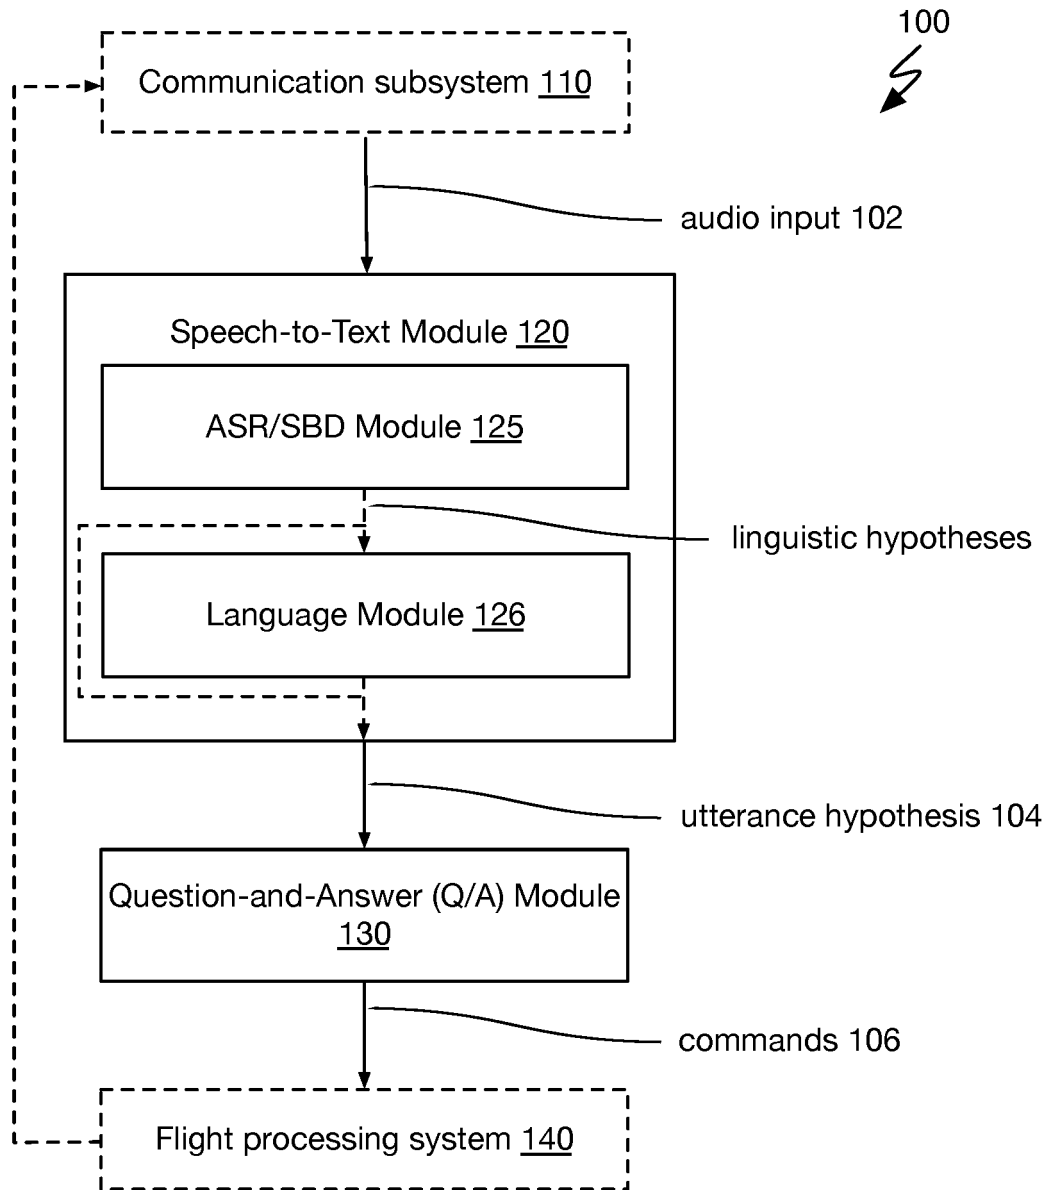 100
Communication subsystem 110
audio input 102
Speech-to-Text Module 120
ASR/SBD Module 125
linguistic hypotheses
Language Module 126
utterance hypothesis 104
Question-and-Answer (Q/A) Module
130
commands 106
Flight processing system 140